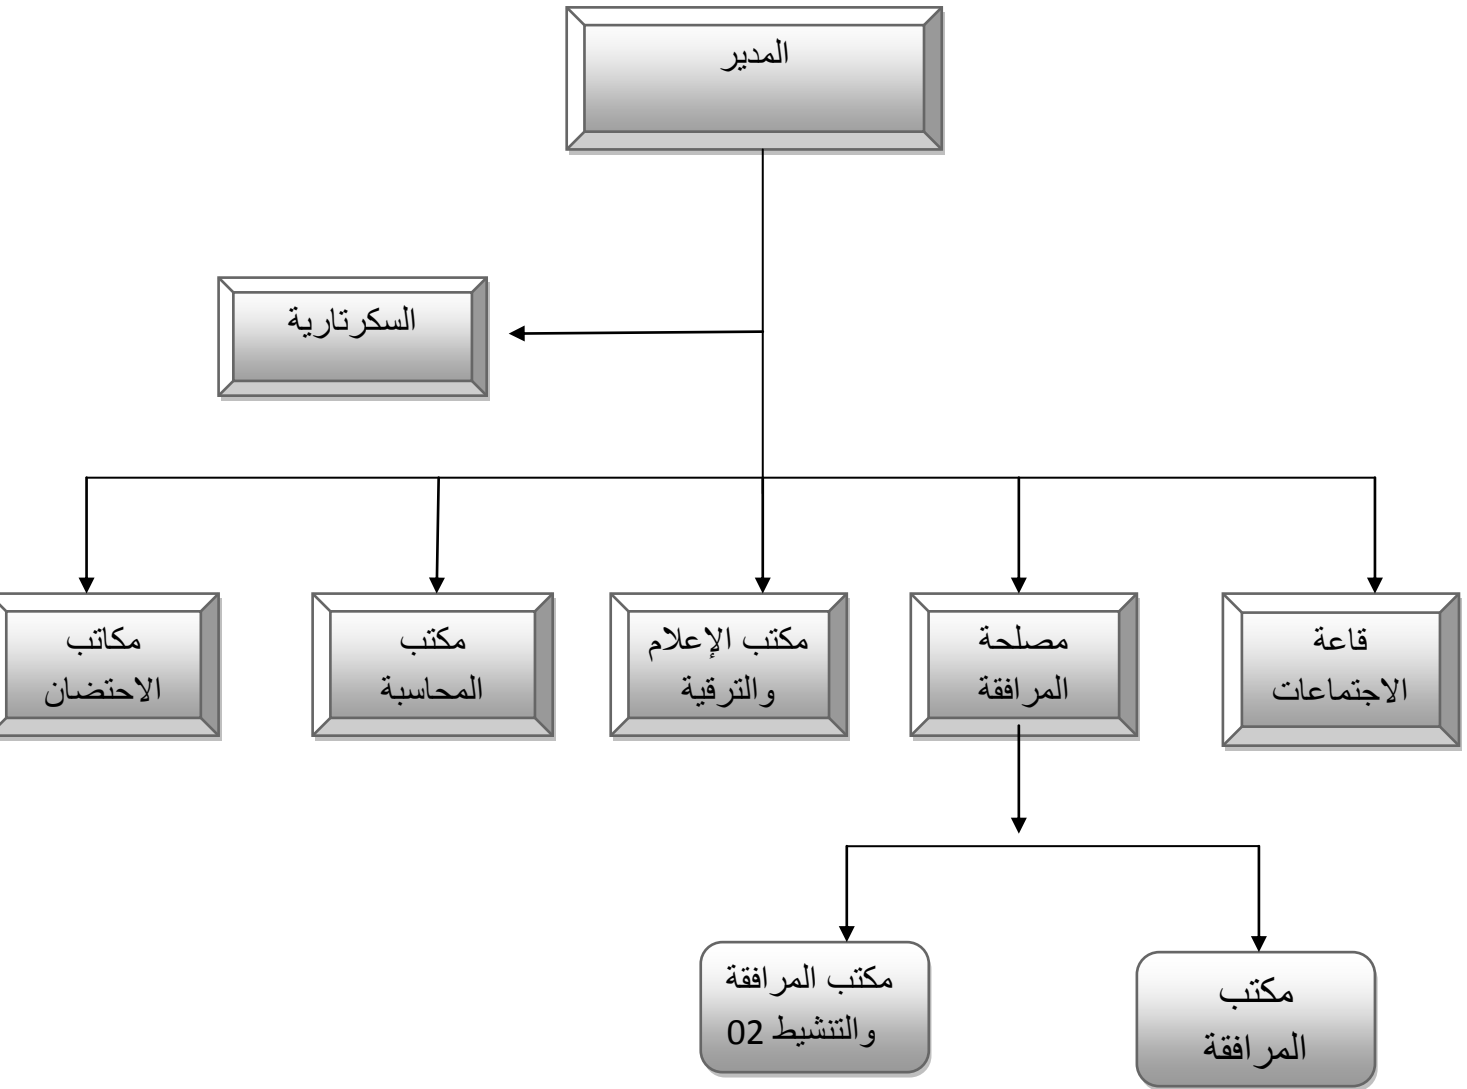 المدير
السكرتارية
قاعة
الاجتماعات
مصلحة
المرافقة
مكتب الإعلام
والترقية
مكتب
المحاسبة
مكاتب
الاحتضان
مكتب
المرافقة
مكتب المرافقة
والتنشيط 02